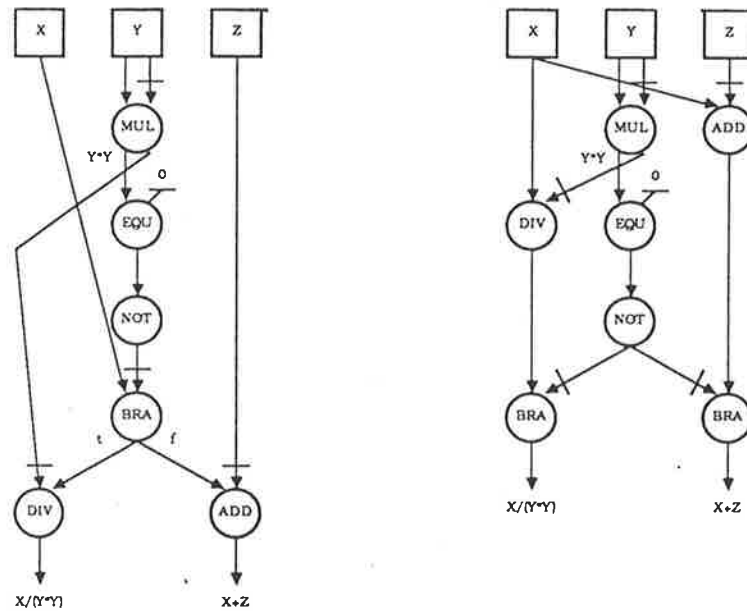 X Y Z
MUL
Y*Y
0
EQU
NOT
BRA
t f
DIV ADD
X/(Y*Y) X+Z
X Y Z
MUL ADD
Y*Y
0
DIV EQU
NOT
BRA BRA
X/(Y*Y) X+Z